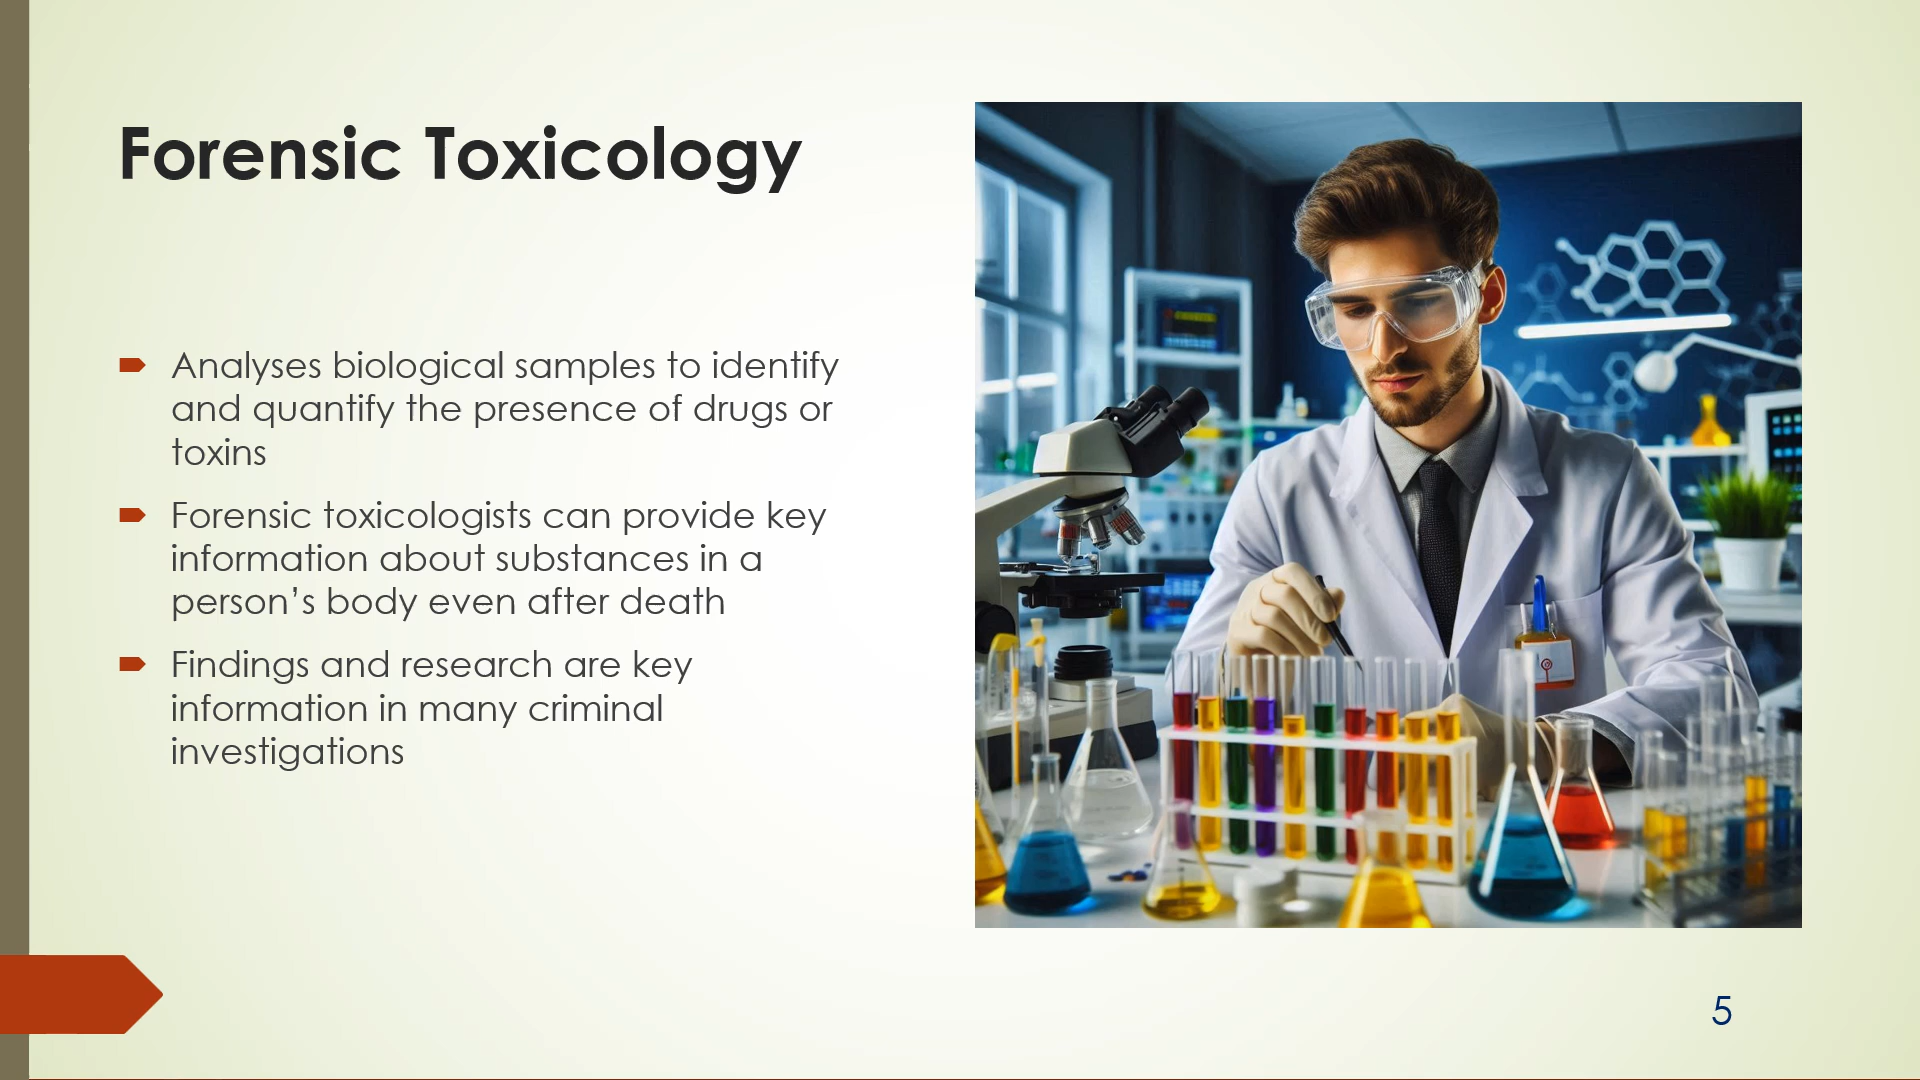 Forensic Toxicology
Analyses biological samples to identify
and quantify the presence of drugs or
toxins
Forensic toxicologists can provide key
information about substances in a
person’s body even after death
Findings and research are key
information in many criminal
investigations
5